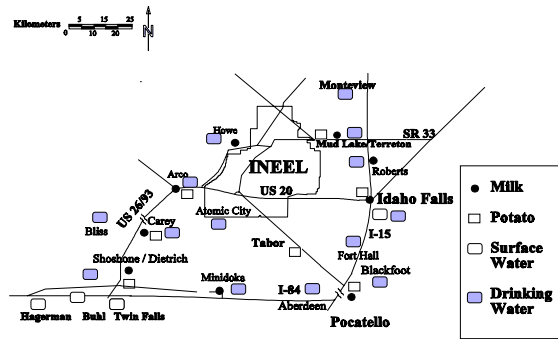 Kilometers
5 15 25
0 10 20
N
Monteview
Howe
Mud Lake/Terreton
SR 33
INEEL
Roberts
Arco
US 20
Idaho Falls
US 26/93
Atomic City
Bliss
Carey
I-15
Tabor
Fort Hall
Shoshone / Dietrich
Blackfoot
Minidoka
I-84
Aberdeen
Hagerman
Buhl
Twin Falls
Pocatello
Milk
Potato
Surface
Water
Drinking
Water